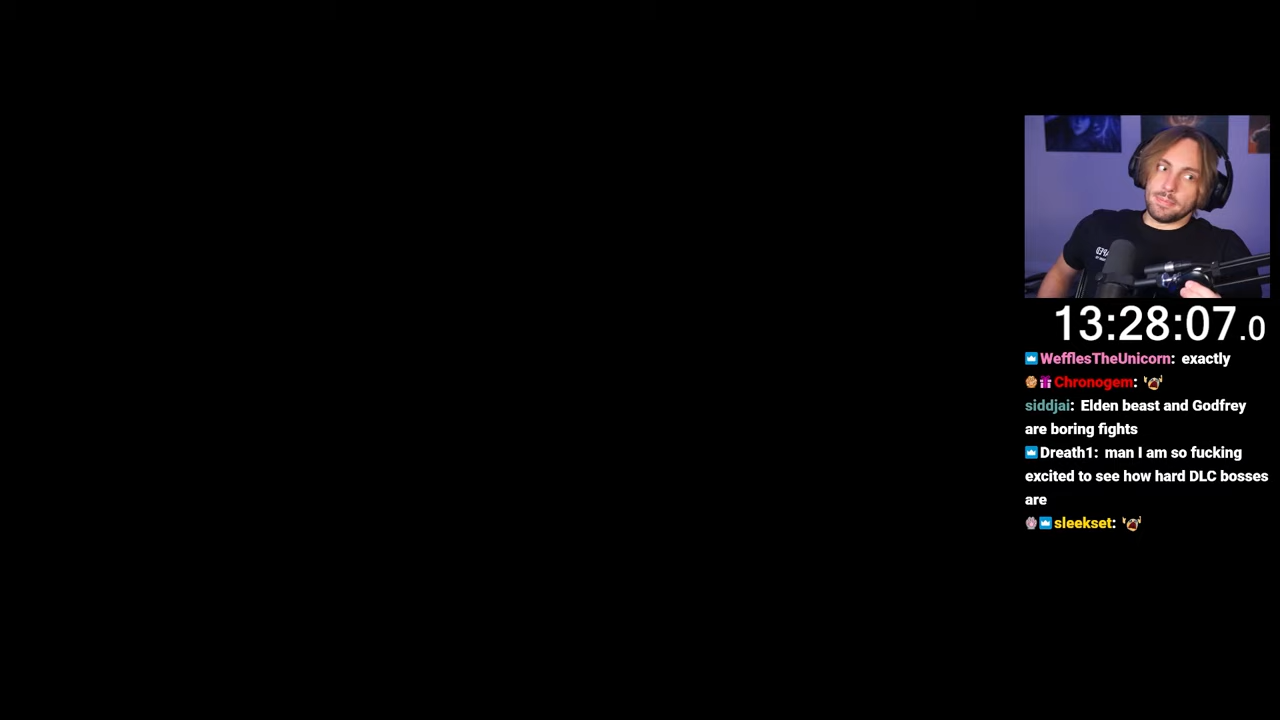 13:28:07.0
WefflesTheUnicorn: exactly
Chronogem:
siddjai: Elden beast and Godfrey
are boring fights
Dreath1: man I am so fucking
excited to see how hard DLC bosses
are
sleekset: